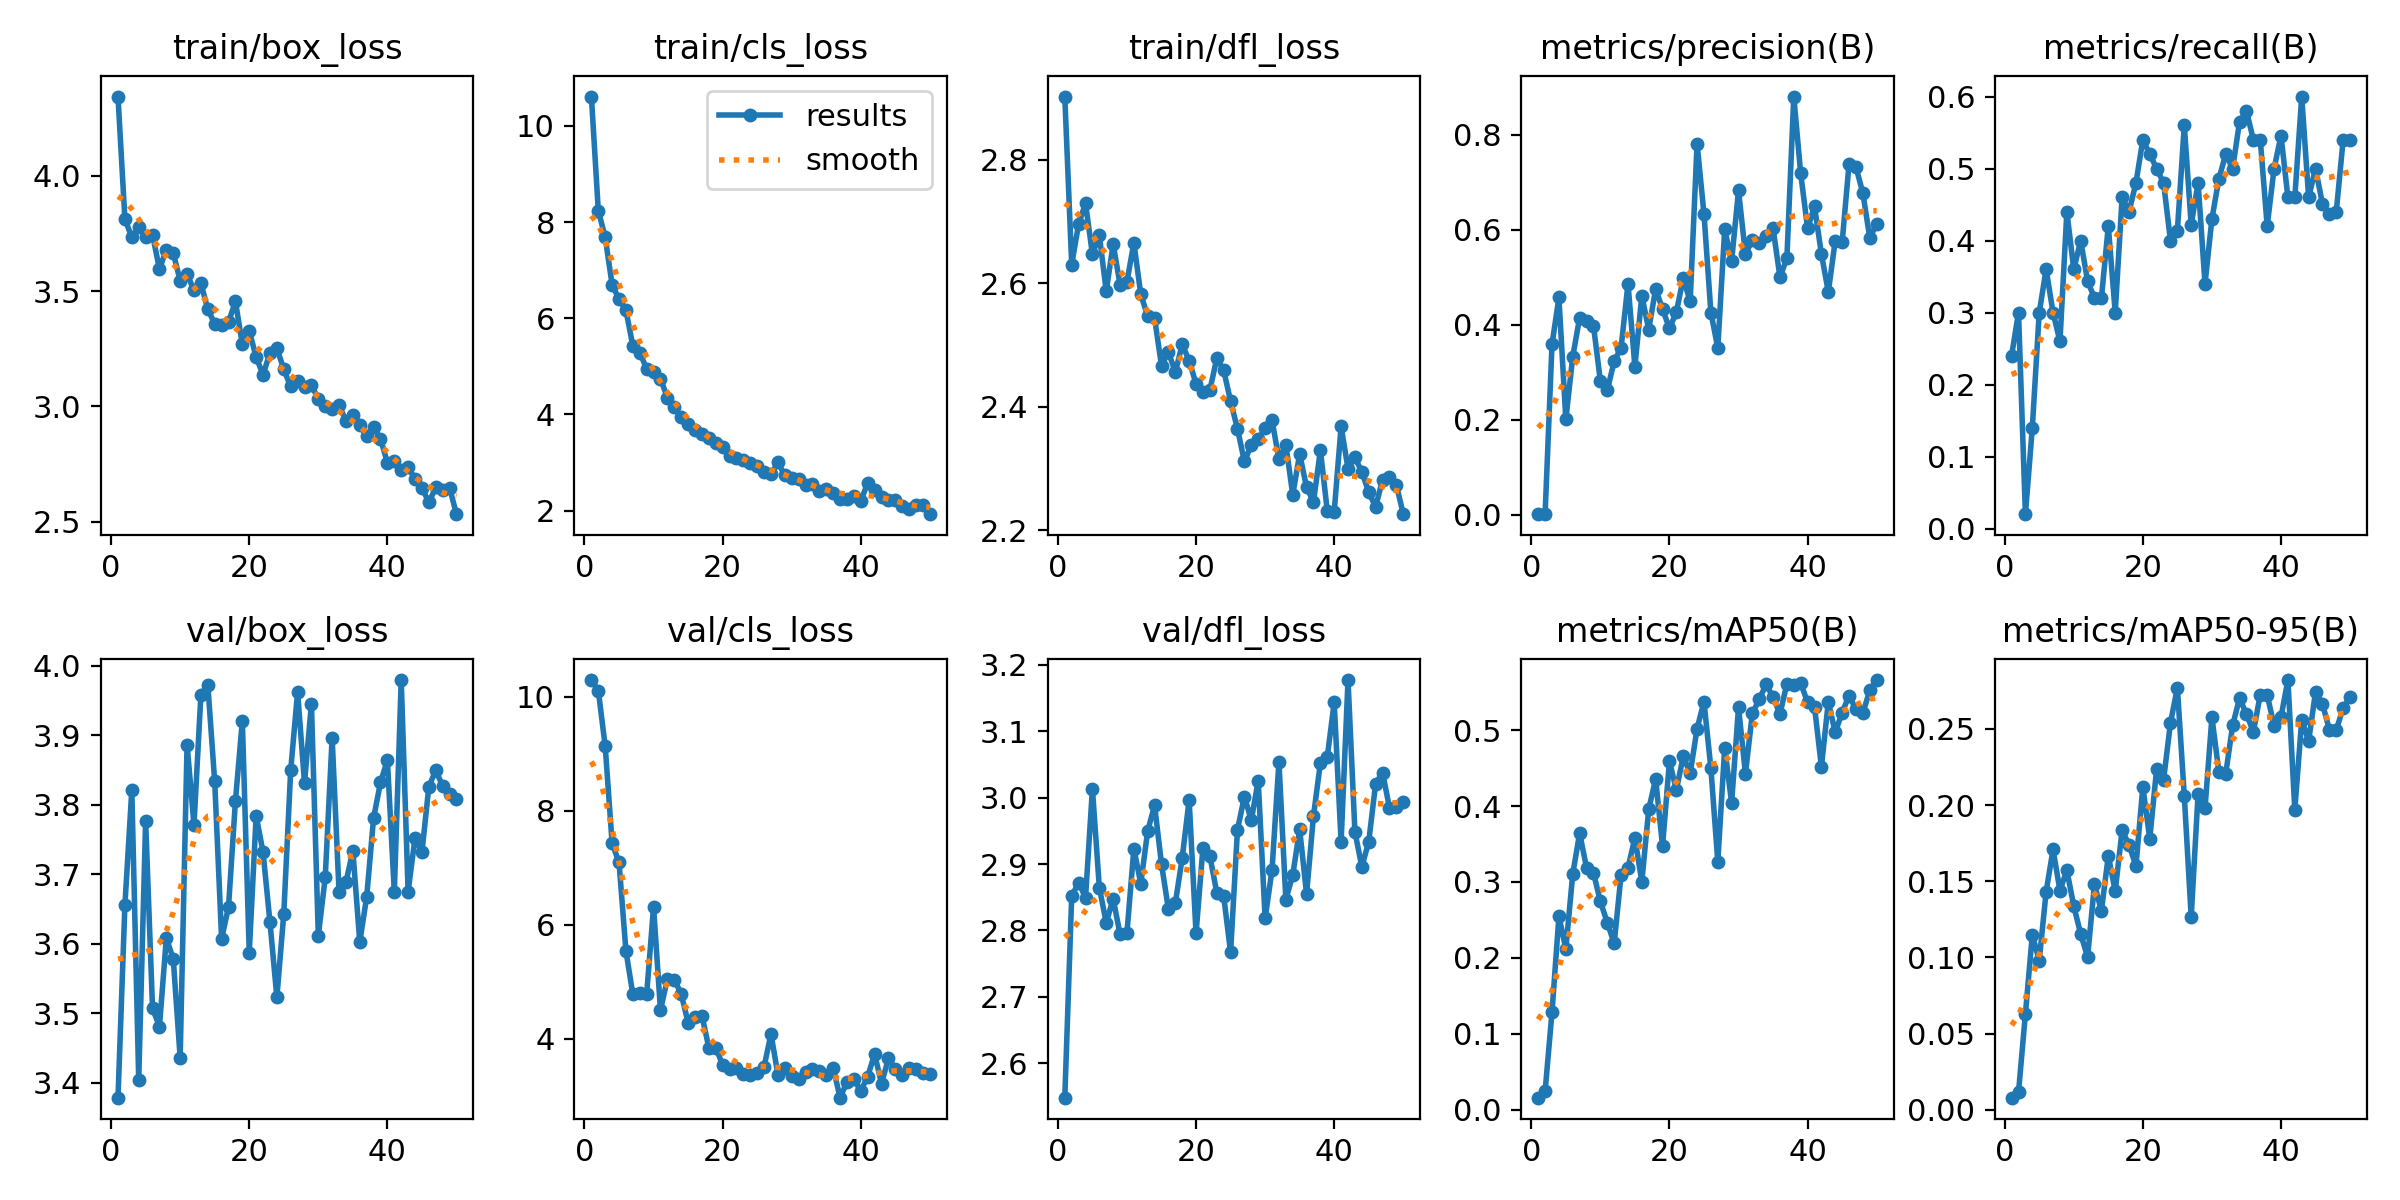 train/box_loss
train/cls_loss
train/dfl_loss
metrics/precision(B)
metrics/recall(B)
4.0
3.5
3.0
2.5
0 20 40
10
8
6
4
2
0 20 40
results
smooth
2.8
2.6
2.4
2.2
0 20 40
0.8
0.6
0.4
0.2
0.0
0 20 40
0.6
0.5
0.4
0.3
0.2
0.1
0.0
0 20 40
val/box_loss
val/cls_loss
val/dfl_loss
metrics/mAP50(B)
metrics/mAP50-95(B)
4.0
3.9
3.8
3.7
3.6
3.5
3.4
0 20 40
10
8
6
4
0 20 40
3.2
3.1
3.0
2.9
2.8
2.7
2.6
0 20 40
0.5
0.4
0.3
0.2
0.1
0.0
0 20 40
0.25
0.20
0.15
0.10
0.05
0.00
0 20 40